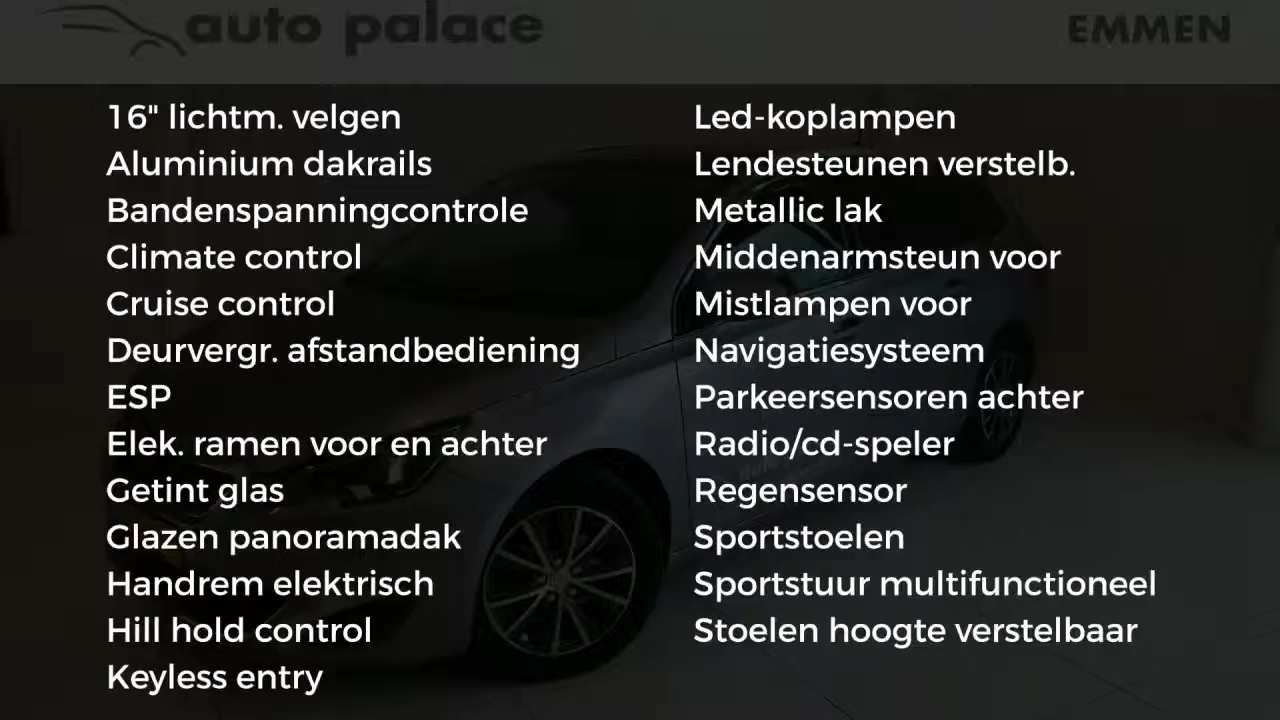 auto palace
EMMEN
16" lichtm. velgen
Aluminium dakrails
Bandenspanningcontrole
Climate control
Cruise control
Deurvergr. afstandbediening
ESP
Elek. ramen voor en achter
Getint glas
Glazen panoramadak
Handrem elektrisch
Hill hold control
Keyless entry
Led-koplampen
Lendesteunen verstelb.
Metallic lak
Middenarmsteun voor
Mistlampen voor
Navigatiesysteem
Parkeersensoren achter
Radio/cd-speler
Regensensor
Sportstoelen
Sportstuur multifunctioneel
Stoelen hoogte verstelbaar